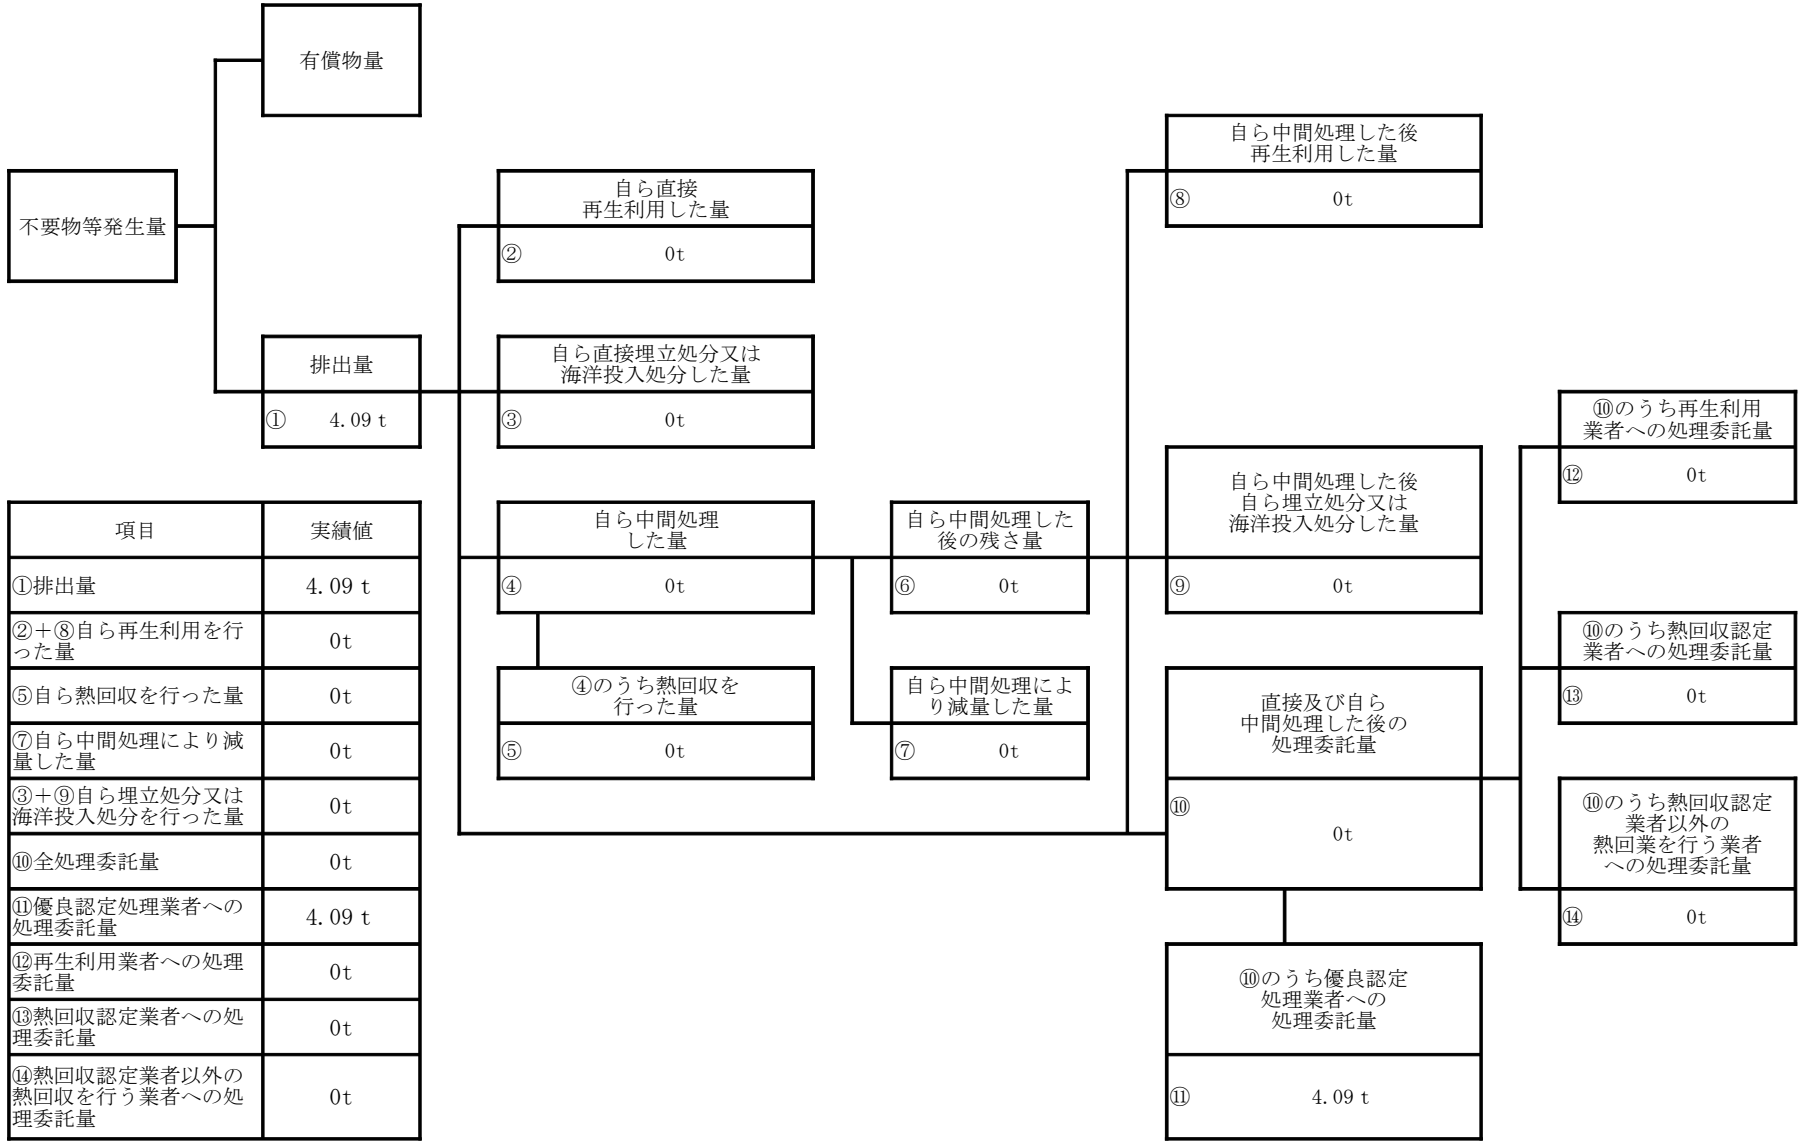 有償物量
不要物等発生量
排出量
① 4.09 t
自ら直接
再生利用した量
② 0t
自ら直接埋立処分又は
海洋投入処分した量
③ 0t
自ら中間処理
した量
④ 0t
④のうち熱回収を
行った量
⑤ 0t
自ら中間処理した
後の残さ量
⑥ 0t
自ら中間処理によ
り減量した量
⑦ 0t
自ら中間処理した後
再生利用した量
⑧ 0t
自ら中間処理した後
自ら埋立処分又は
海洋投入処分した量
⑨ 0t
直接及び自ら
中間処理した後の
処理委託量
⑩
0t
⑩のうち優良認定
処理業者への
処理委託量
⑪ 4.09 t
⑩のうち再生利用
業者への処理委託量
⑫ 0t
⑩のうち熱回収認定
業者への処理委託量
⑬ 0t
⑩のうち熱回収認定
業者以外の
熱回業を行う業者
への処理委託量
⑭ 0t
項目 実績値
①排出量 4.09 t
②＋⑧自ら再生利用を行
った量 0t
⑤自ら熱回収を行った量 0t
⑦自ら中間処理により減
量した量 0t
③＋⑨自ら埋立処分又は
海洋投入処分を行った量 0t
⑩全処理委託量 0t
⑪優良認定処理業者への
処理委託量 4.09 t
⑫再生利用業者への処理
委託量 0t
⑬熱回収認定業者への処
理委託量 0t
⑭熱回収認定業者以外の
熱回収を行う業者への処
理委託量 0t